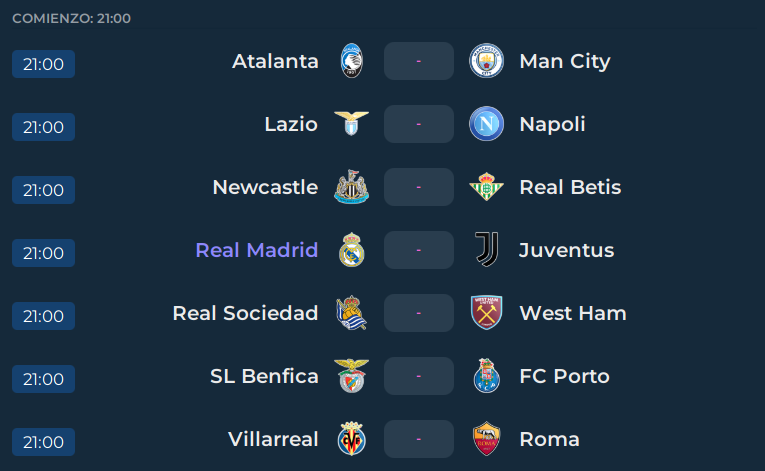 COMIENZO: 21:00
21:00 Atalanta - Man City
21:00 Lazio - Napoli
21:00 Newcastle - Real Betis
21:00 Real Madrid - Juventus
21:00 Real Sociedad - West Ham
21:00 SL Benfica - FC Porto
21:00 Villarreal - Roma